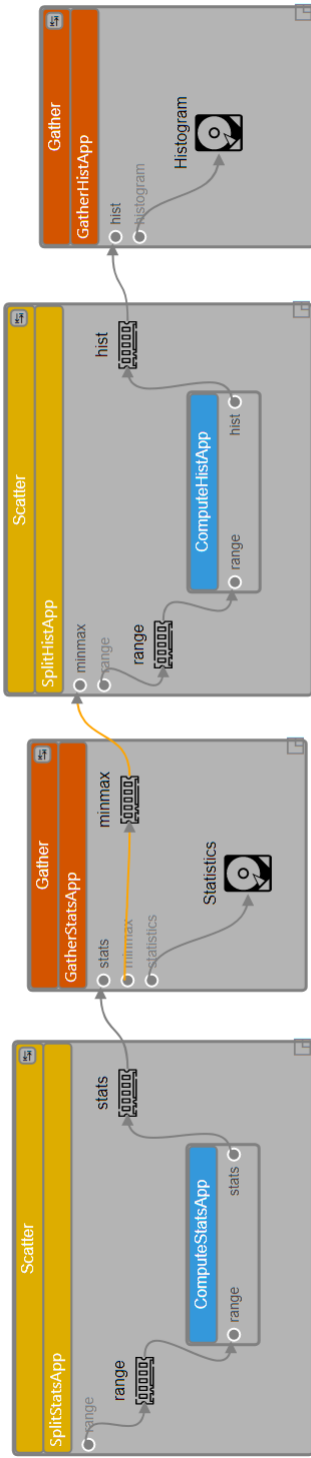 Scatter
SplitStatsApp
range
range
ComputeStatsApp
range
stats
stats
Gather
GatherStatsApp
stats
minmax
statistics
minmax
Statistics
Scatter
SplitHistApp
minmax
range
range
ComputeHistApp
range
hist
hist
Gather
GatherHistApp
hist
histogram
Histogram